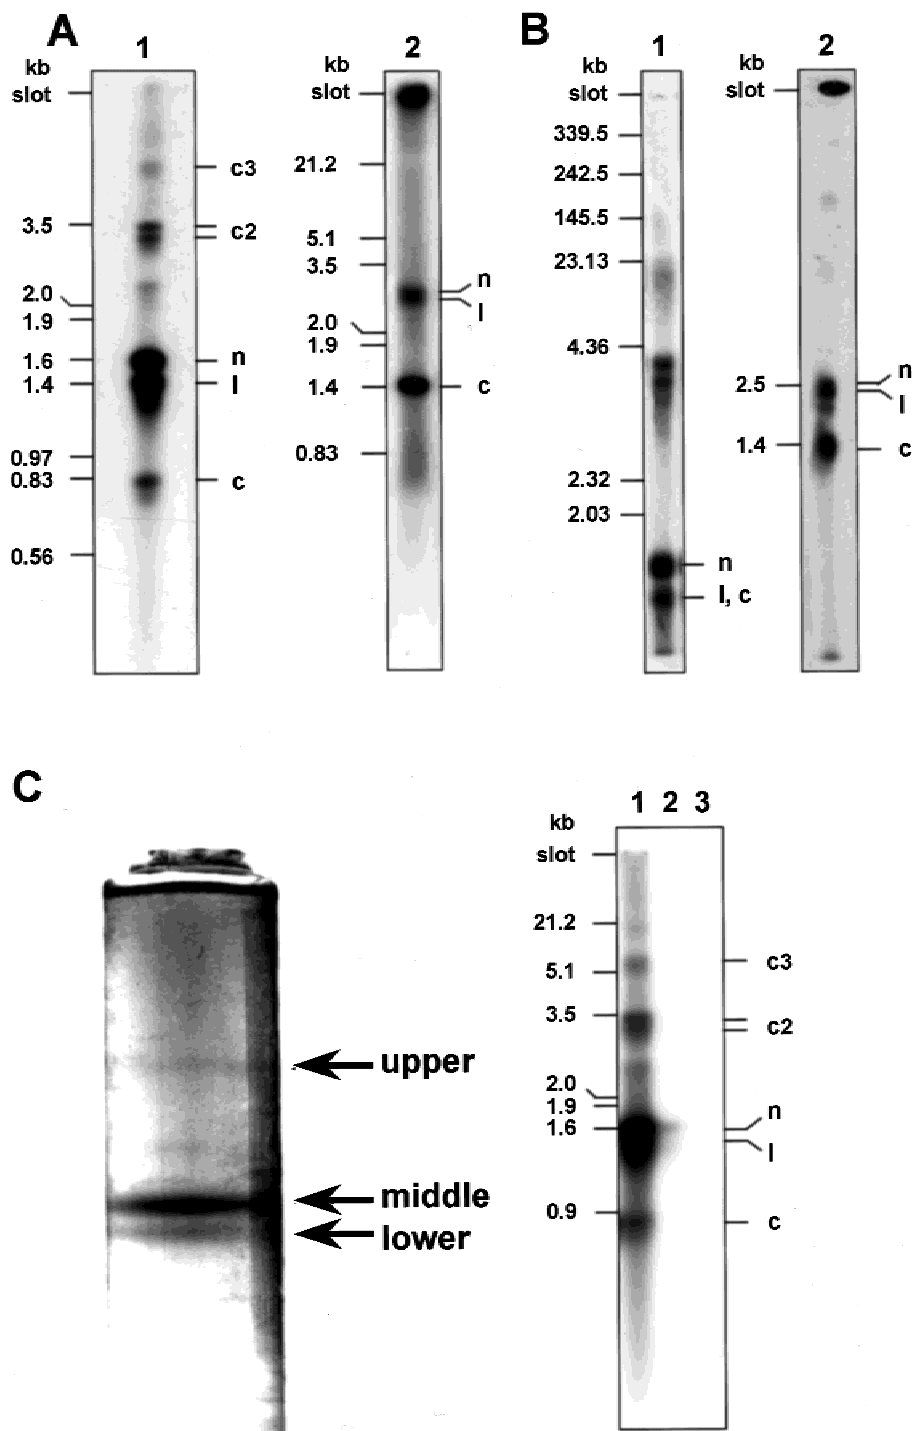 A
1
kb
slot
3.5
2.0
1.9
1.6
1.4
0.97
0.83
0.56
c3
c2
n
l
c
2
kb
slot
21.2
5.1
3.5
2.0
1.9
1.4
0.83
n
l
c
B
1
kb
slot
339.5
242.5
145.5
23.13
4.36
2.32
2.03
n
l, c
2
kb
slot
2.5
1.4
n
l
c
C
upper
middle
lower
1 2 3
kb
slot
21.2
5.1
3.5
2.0
1.9
1.6
0.9
c3
c2
n
l
c